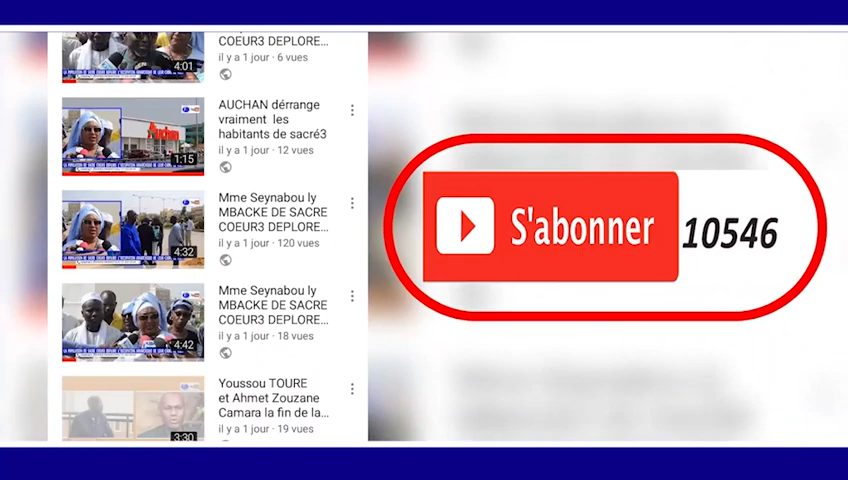 COEUR3 DEPLORE...
il y a 1 jour · 6 vues
4:01
AUCHAN dérrange
vraiment les
habitants de sacré3
il y a 1 jour · 12 vues
Auchan
1:15
Mme Seynabou ly
MBACKE DE SACRE
COEUR3 DEPLORE...
il y a 1 jour · 120 vues
4:32
Mme Seynabou ly
MBACKE DE SACRE
COEUR3 DEPLORE...
il y a 1 jour · 18 vues
4:42
Youssou TOURE
et Ahmet Zouzane
Camara la fin de la...
il y a 1 jour · 19 vues
3:30
S'abonner
10546